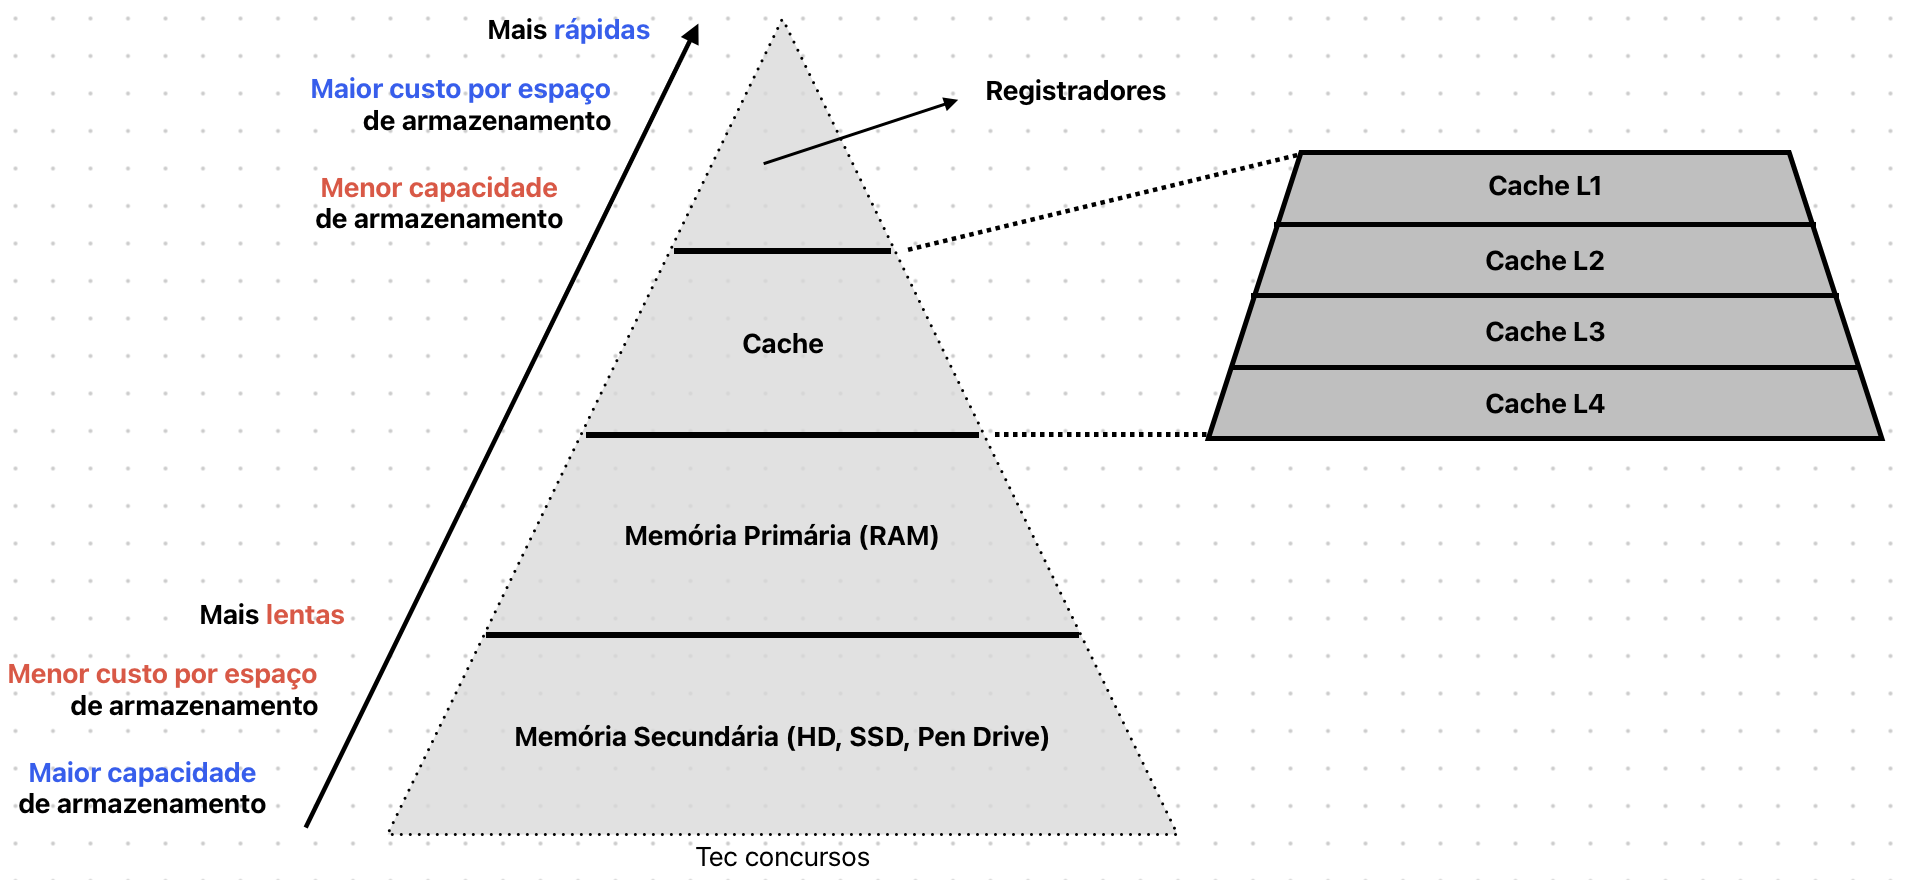 Mais rápidas
Maior custo por espaço
de armazenamento
Menor capacidade
de armazenamento
Registradores
Cache L1
Cache L2
Cache L3
Cache L4
Cache
Memória Primária (RAM)
Mais lentas
Menor custo por espaço
de armazenamento
Memória Secundária (HD, SSD, Pen Drive)
Maior capacidade
de armazenamento
Tec concursos